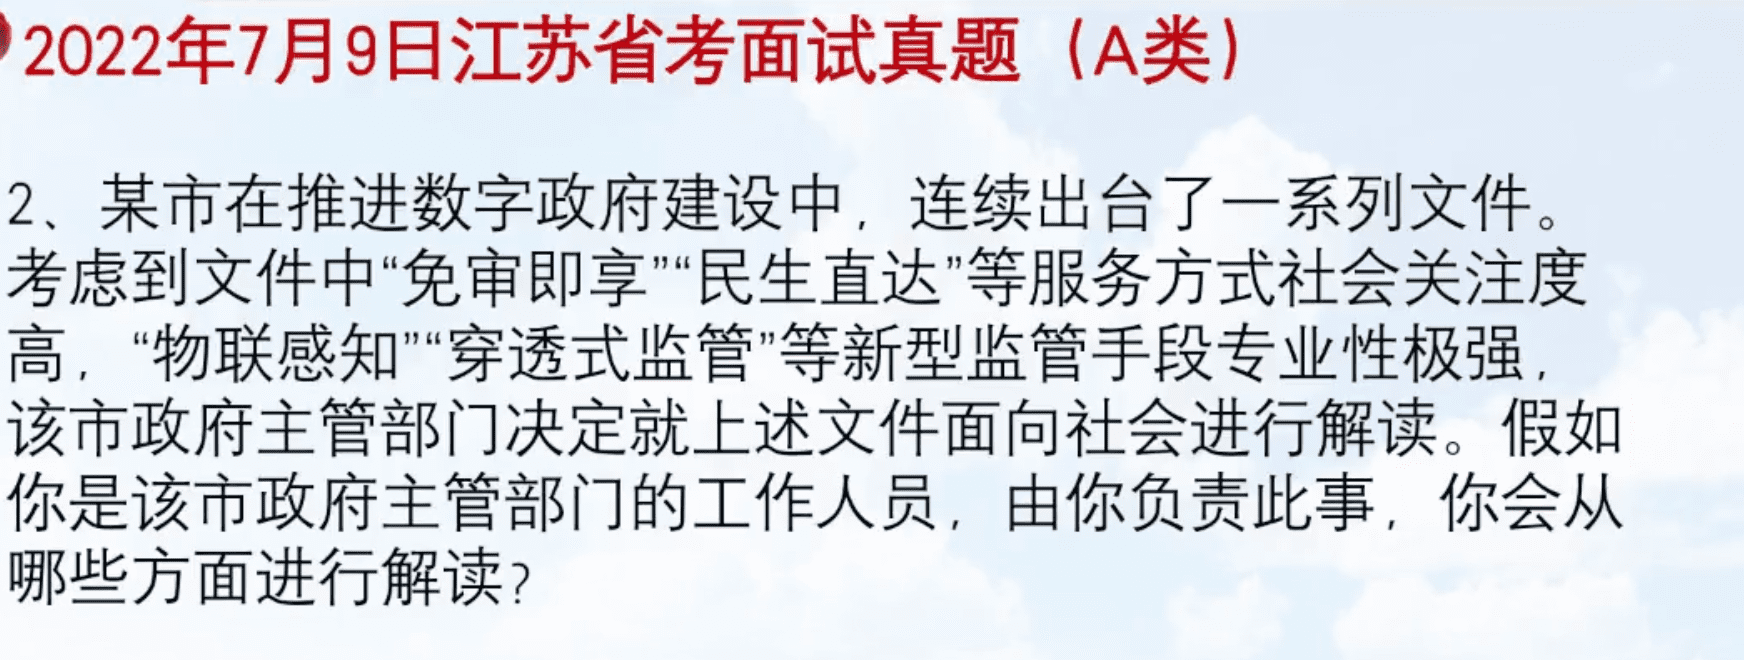 2022年7月9日江苏省考面试真题（A类）
2、某市在推进数字政府建设中，连续出台了一系列文件。
考虑到文件中“免审即享”“民生直达”等服务方式社会关注度
高，“物联感知”“穿透式监管”等新型监管手段专业性极强，
该市政府主管部门决定就上述文件面向社会进行解读。假如
你是该市政府主管部门的工作人员，由你负责此事，你会从
哪些方面进行解读？